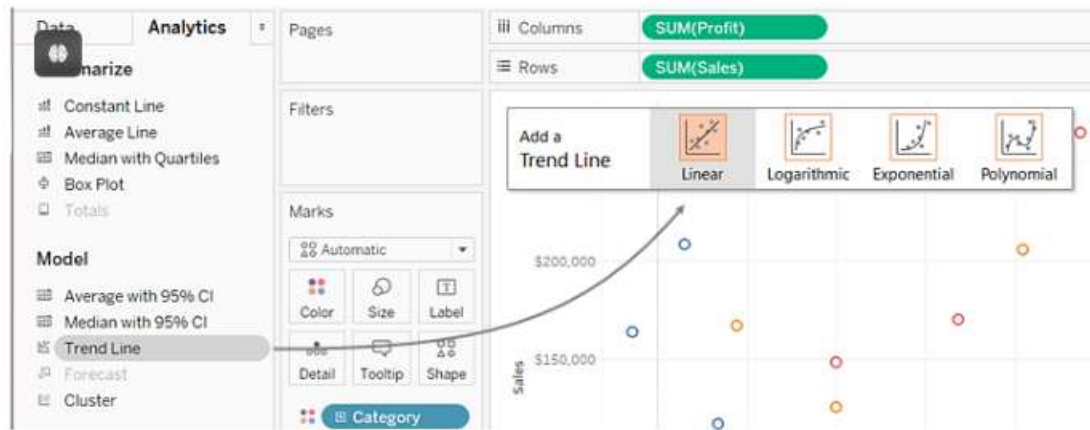 Data
Analytics
marize
Constant Line
Average Line
Median with Quartiles
Box Plot
Totals
Model
Average with 95% CI
Median with 95% CI
Trend Line
Forecast
Cluster
Pages
Filters
Marks
Automatic
Color
Size
Label
Detail
Tooltip
Shape
Category
Columns
SUM(Profit)
Rows
SUM(Sales)
Add a
Trend Line
Linear
Logarithmic
Exponential
Polynomial
$200,000
$150,000
Sales